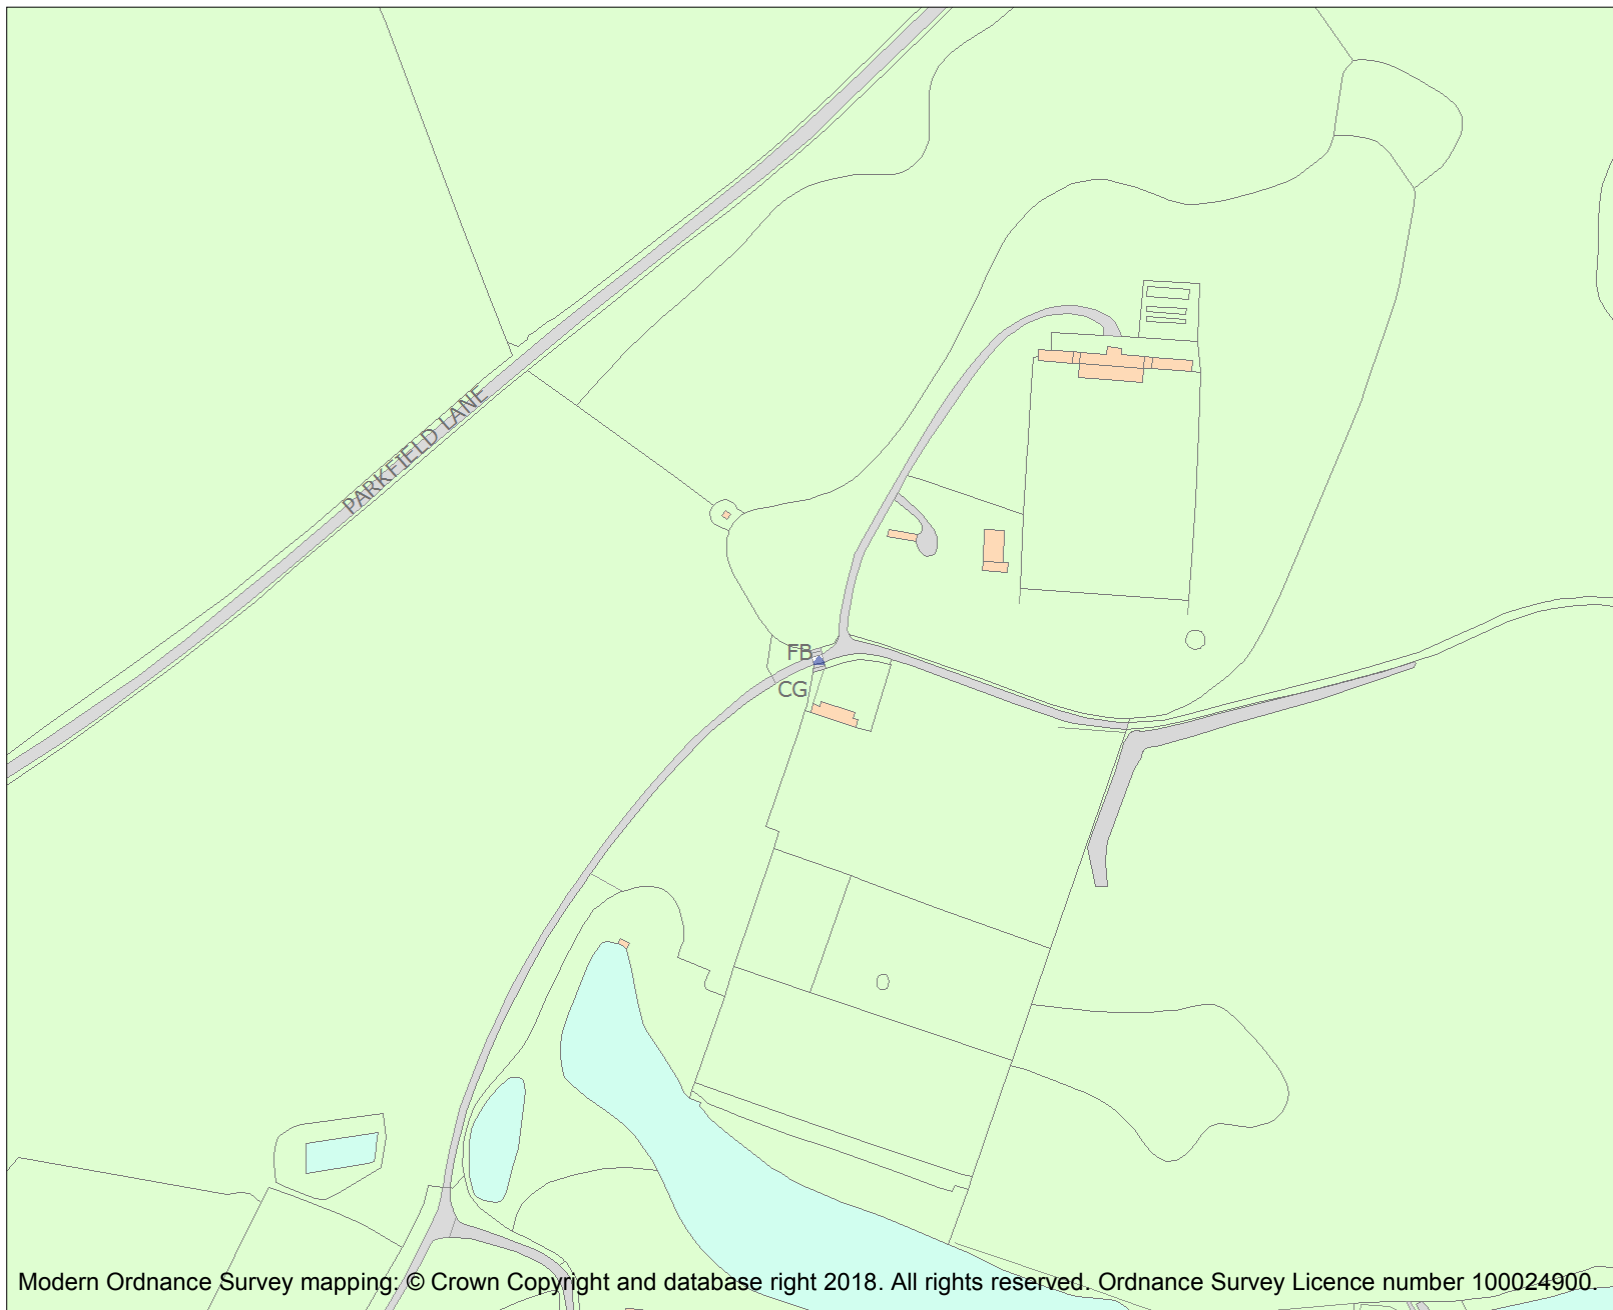 PARKFIELD LANE
FB
CG
Modern Ordnance Survey mapping: © Crown Copyright and database right 2018. All rights reserved. Ordnance Survey Licence number 100024900.